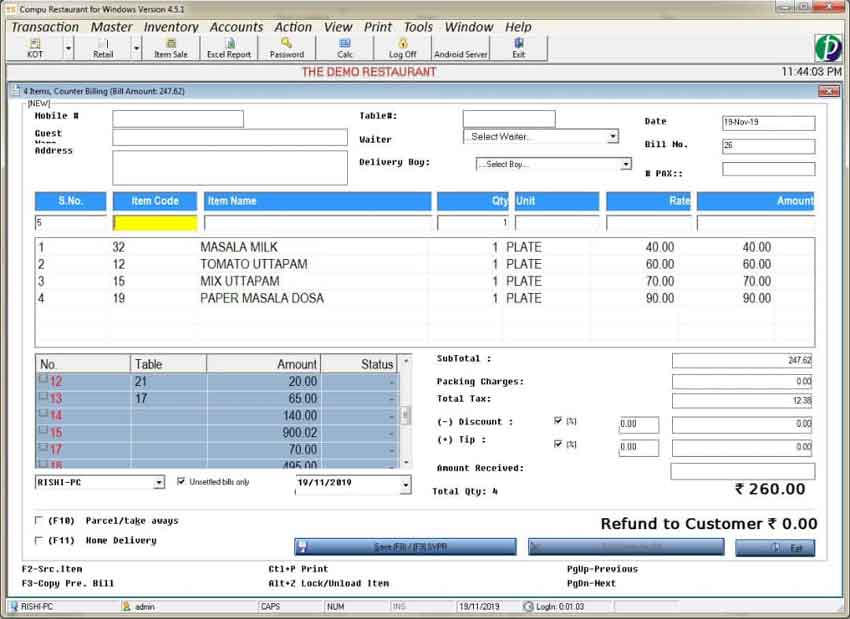 Compu Restaurant for Windows Version 4.5.1
Transaction Master Inventory Accounts Action View Print Tools Window Help
KOT Retail Item Sale Excel Report Password Calc Log Off Android Server Exit
THE DEMO RESTAURANT 11:44:03 PM
4 Items, Counter Billing (Bill Amount: 247.62)
[NEW]
Mobile # Table#: Date 19-Nov-19
Guest Waiter ...Select Waiter... Bill No. 26
Address Delivery Boy: ...Select Boy... # PAX::
S.No. Item Code Item Name Qty Unit Rate Amount
5 1
1 32 MASALA MILK 1 PLATE 40.00 40.00
2 12 TOMATO UTTAPAM 1 PLATE 60.00 60.00
3 15 MIX UTTAPAM 1 PLATE 70.00 70.00
4 19 PAPER MASALA DOSA 1 PLATE 90.00 90.00
No. Table Amount Status
12 21 20.00 -
13 17 65.00 -
14 140.00 -
15 900.02 -
17 70.00 -
18 495.00 -
RISHI-PC Unsettled bills only 19/11/2019
SubTotal : 247.62
Packing Charges: 0.00
Total Tax: 12.38
(-) Discount : (%) 0.00 0.00
(+) Tip : (%) 0.00 0.00
Amount Received:
Total Qty: 4 ₹ 260.00
Refund to Customer ₹ 0.00
(F10) Parcel/take aways
(F11) Home Delivery
Save (F8) / (F9) SVPR Exit
F2-Src.Item Ctl+P Print PgUp-Previous
F3-Copy Pre. Bill Alt+Z Lock/Unload Item PgDn-Next
RISHI-PC admin CAPS NUM INS 19/11/2019 LogIn: 0:01:03